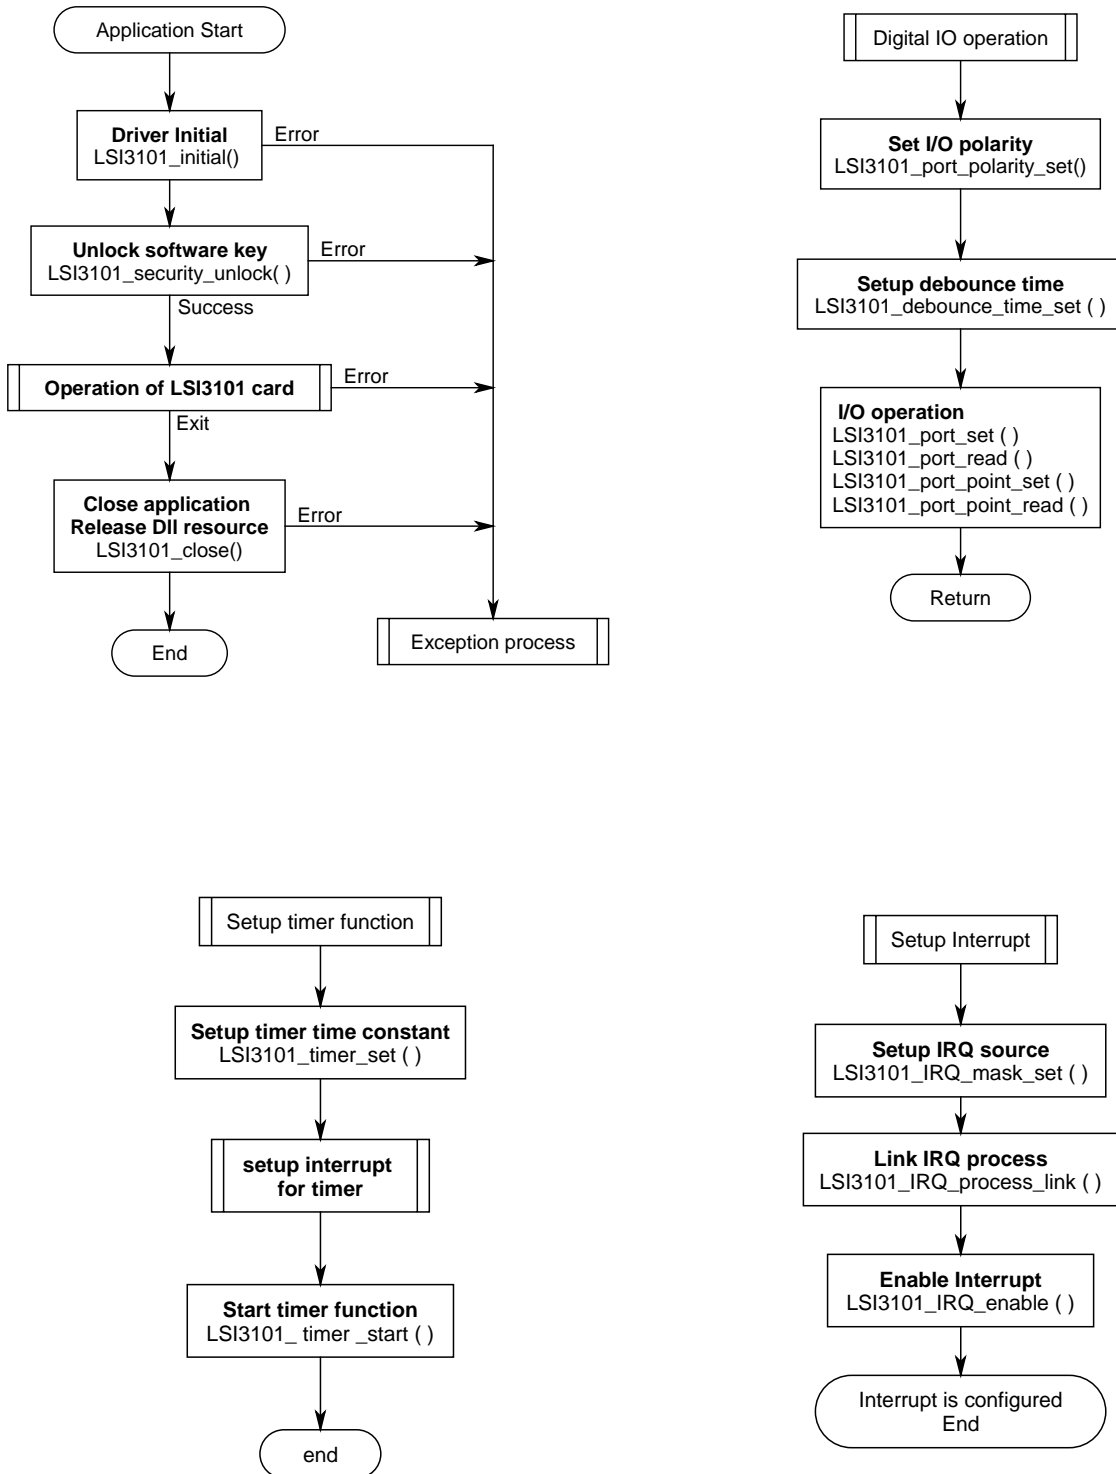 Application Start
Driver Initial
LSI3101_initial()
Error
Unlock software key
LSI3101_security_unlock( )
Error
Success
Operation of LSI3101 card
Error
Exit
Close application
Release Dll resource
LSI3101_close()
Error
End
Exception process
Digital IO operation
Set I/O polarity
LSI3101_port_polarity_set()
Setup debounce time
LSI3101_debounce_time_set ( )
I/O operation
LSI3101_port_set ( )
LSI3101_port_read ( )
LSI3101_port_point_set ( )
LSI3101_port_point_read ( )
Return
Setup timer function
Setup timer time constant
LSI3101_timer_set ( )
setup interrupt
for timer
Start timer function
LSI3101_ timer _start ( )
end
Setup Interrupt
Setup IRQ source
LSI3101_IRQ_mask_set ( )
Link IRQ process
LSI3101_IRQ_process_link ( )
Enable Interrupt
LSI3101_IRQ_enable ( )
Interrupt is configured
End